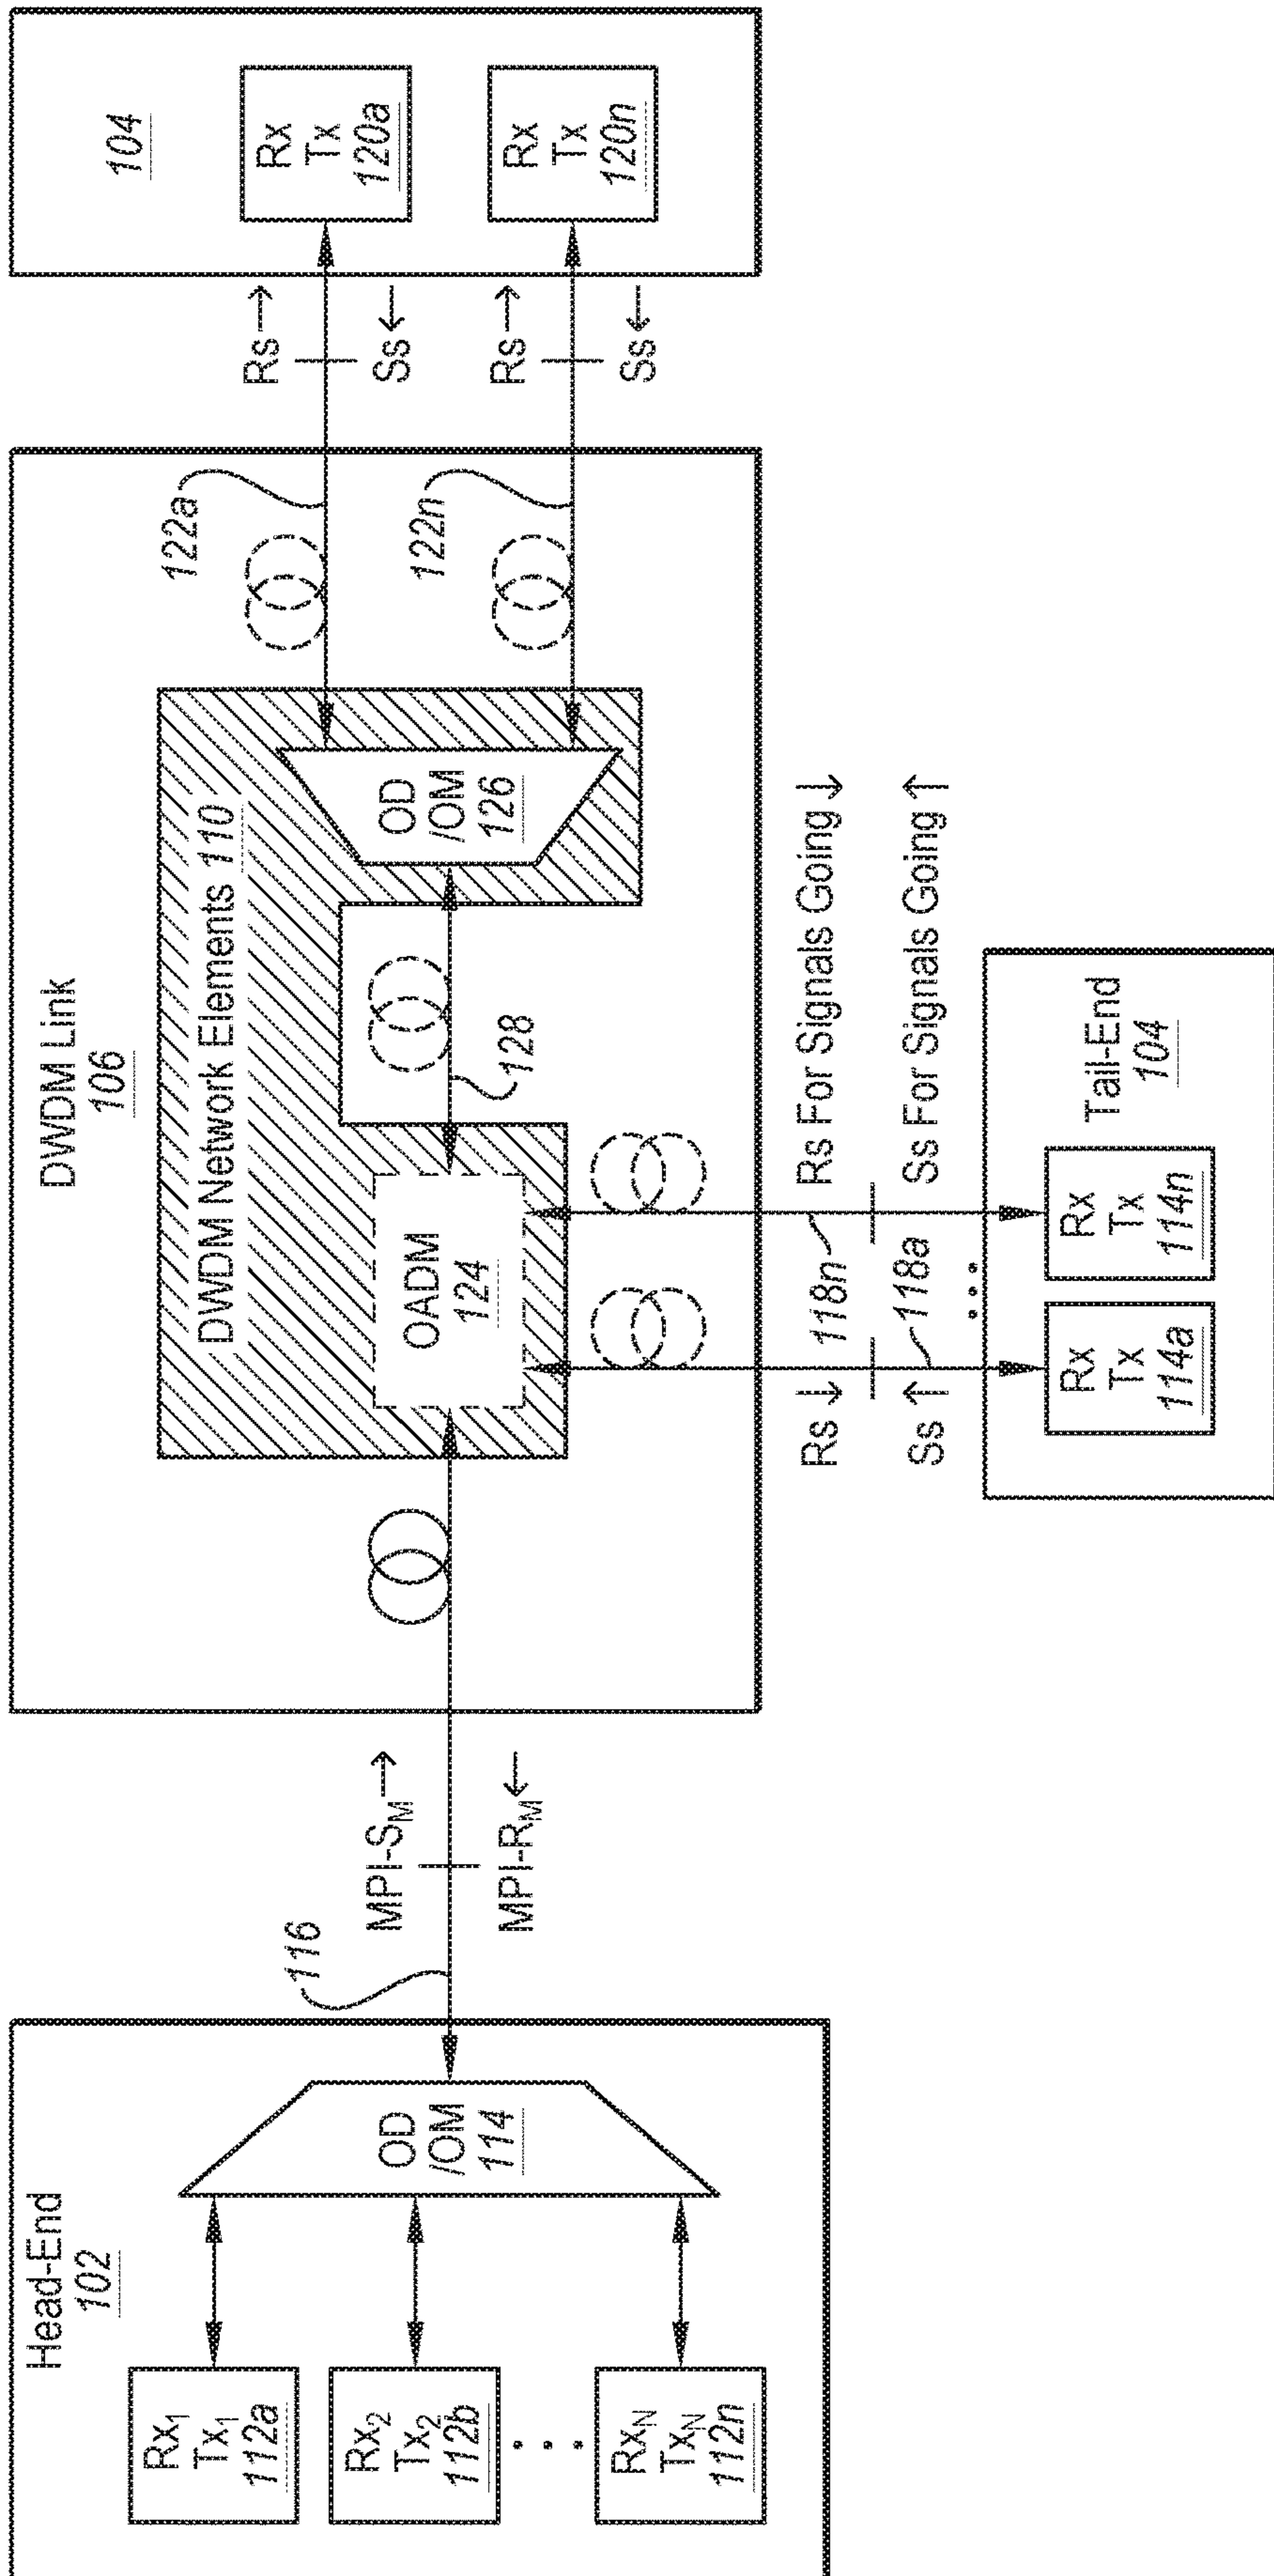 Head-End
102
Rx1
Tx1
112a
Rx2
Tx2
112b
• • •
RxN
TxN
112n
OD
/OM
114
116
MPI-SM →
MPI-RM ←
DWDM Link
106
DWDM Network Elements 110
OADM
124
128
OD
/OM
126
122a
122n
Rs →
Ss ←
Rs →
Ss ←
104
Rx
Tx
120a
Rx
Tx
120n
Rs ↓
Ss ↑
118n
118a
Rs For Signals Going ↓
Ss For Signals Going ↑
• • •
Tail-End
104
Rx
Tx
114a
Rx
Tx
114n